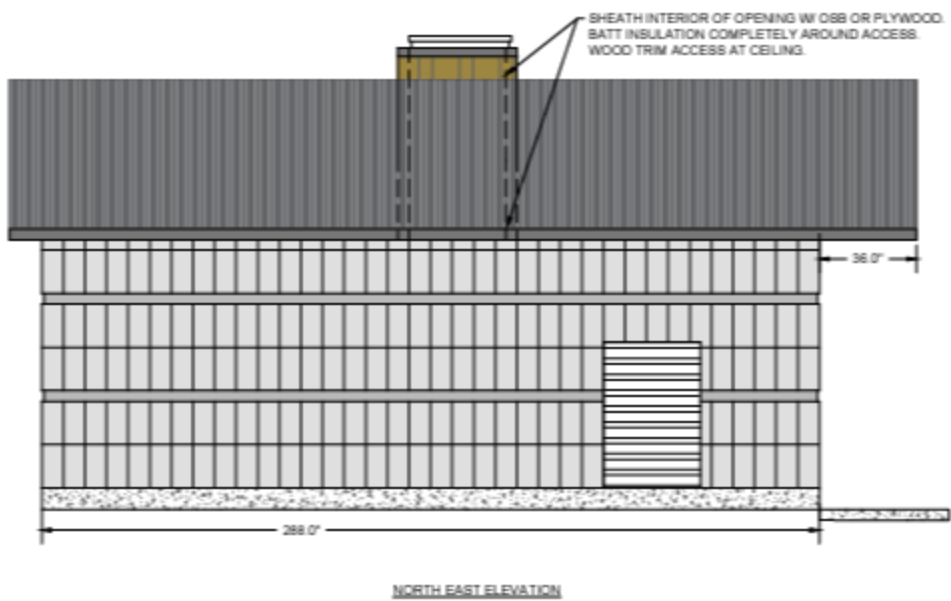 SHEATH INTERIOR OF OPENING W/ OSB OR PLYWOOD.
BATT INSULATION COMPLETELY AROUND ACCESS.
WOOD TRIM ACCESS AT CEILING.
36.0"
288.0"
NORTH EAST ELEVATION